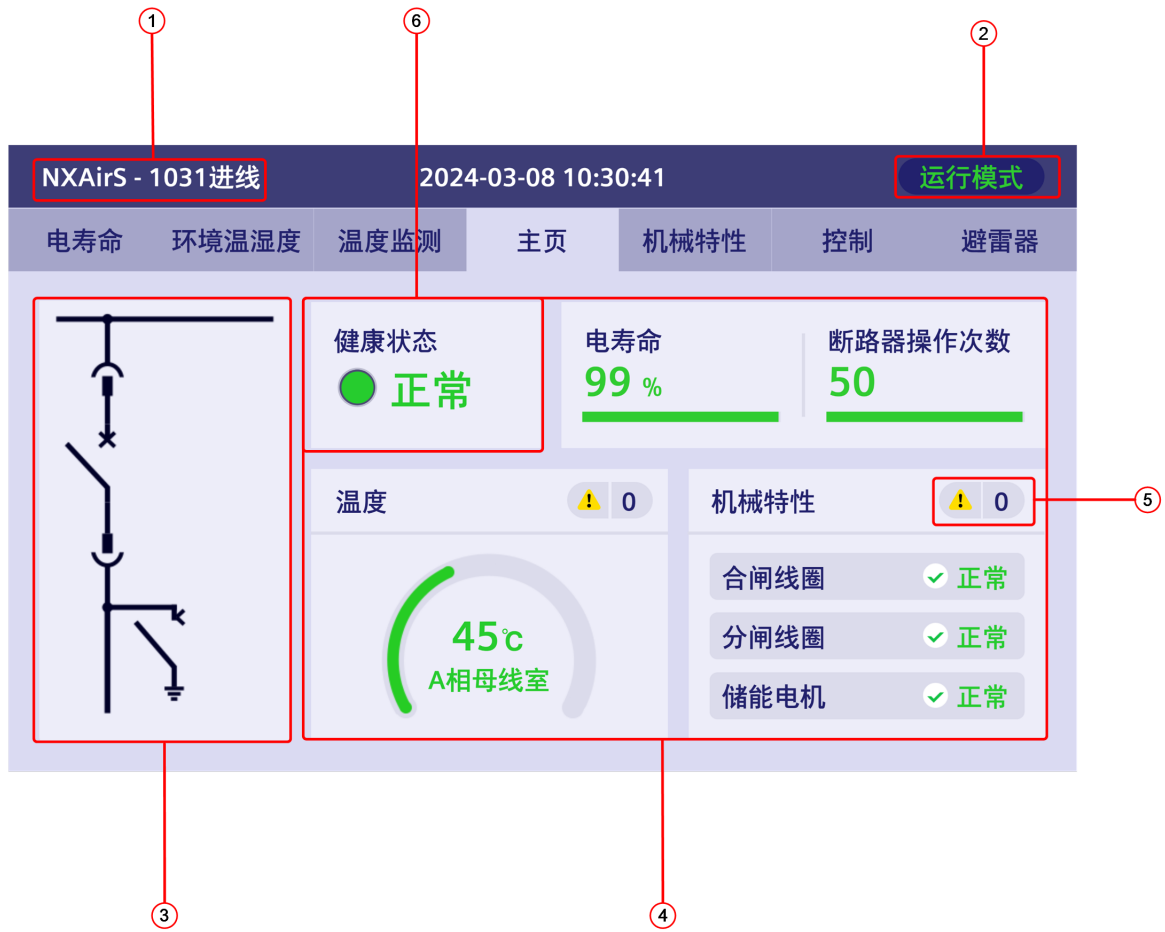 ① ⑥ ②
NXAirS - 1031进线 2024-03-08 10:30:41 运行模式
电寿命 环境温湿度 温度监测 主页 机械特性 控制 避雷器
健康状态
正常
电寿命
99 %
断路器操作次数
50
温度 0
45℃
A相母线室
机械特性 0 ⑤
合闸线圈 正常
分闸线圈 正常
储能电机 正常
③ ④